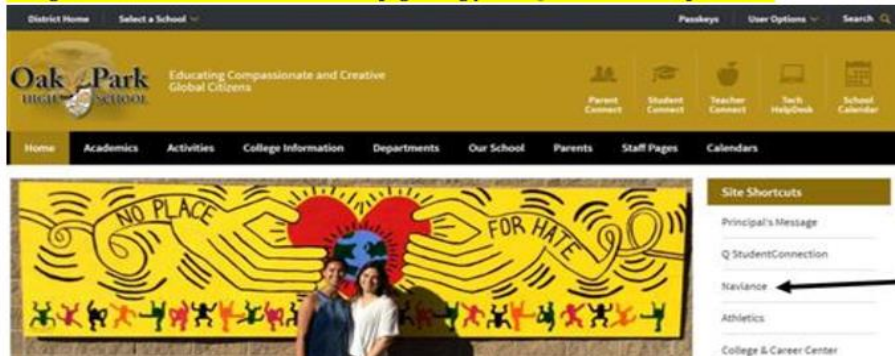 District Home Select a School Passkeys User Options Search
Oak Park
HIGH SCHOOL
Educating Compassionate and Creative
Global Citizens
Parent
Connect
Student
Connect
Teacher
Connect
Tech
HelpDesk
School
Calendar
Home Academics Activities College Information Departments Our School Parents Staff Pages Calendars
NO PLACE FOR HATE
Site Shortcuts
Principal's Message
Q StudentConnection
Naviance
Athletics
College & Career Center